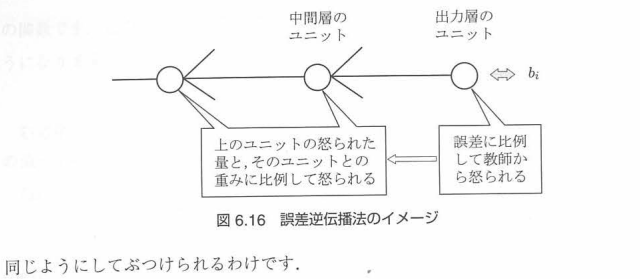 中間層の
ユニット
出力層の
ユニット
bi
上のユニットの怒られた
量と,そのユニットとの
重みに比例して怒られる
誤差に比例
して教師か
ら怒られる
図 6.16 誤差逆伝播法のイメージ
同じようにしてぶつけられるわけです.